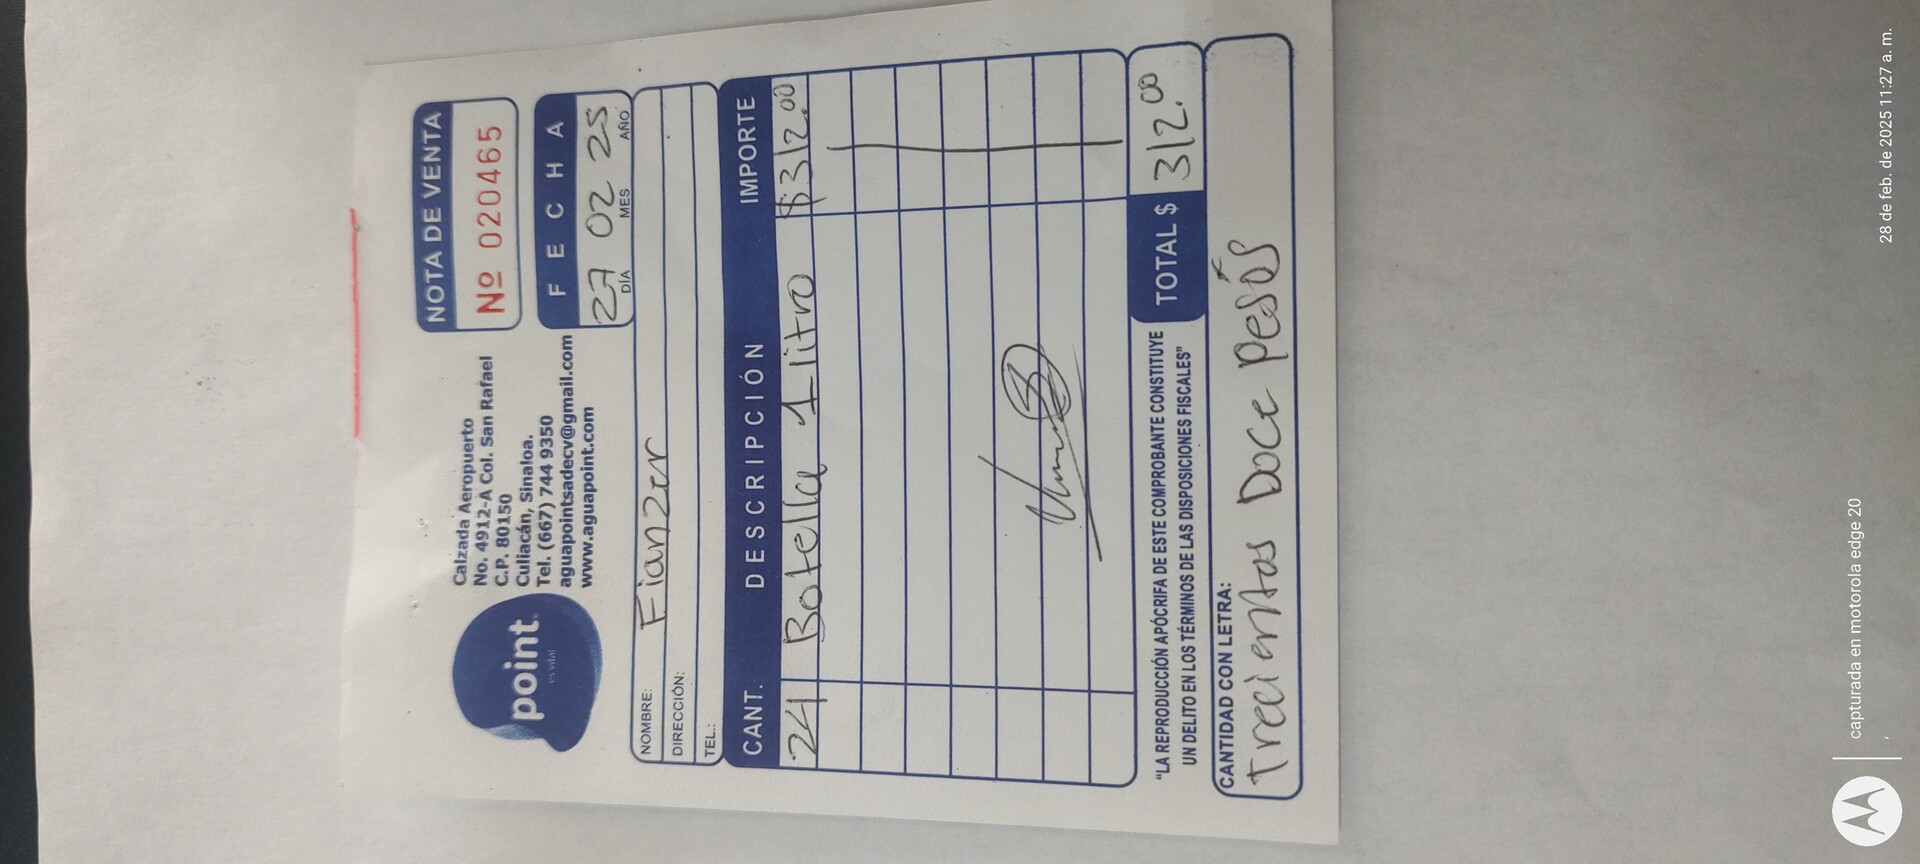 point
es vital
Calzada Aeropuerto
No. 4912-A Col. San Rafael
C.P. 80150
Culiacán, Sinaloa.
Tel. (667) 744 9350
aguapointsadecv@gmail.com
www.aguapoint.com
NOTA DE VENTA
Nº 020465
FECHA
27 02 25
DÍA MES AÑO
NOMBRE: Fianzer
DIRECCIÓN:
TEL.:
CANT. DESCRIPCIÓN IMPORTE
24 Botella 1 litro $312.00
"LA REPRODUCCIÓN APÓCRIFA DE ESTE COMPROBANTE CONSTITUYE
UN DELITO EN LOS TÉRMINOS DE LAS DISPOSICIONES FISCALES"
TOTAL $ 312.00
CANTIDAD CON LETRA:
Trecientos Doce pesos
capturada en motorola edge 20
28 de feb. de 2025 11:27 a. m.